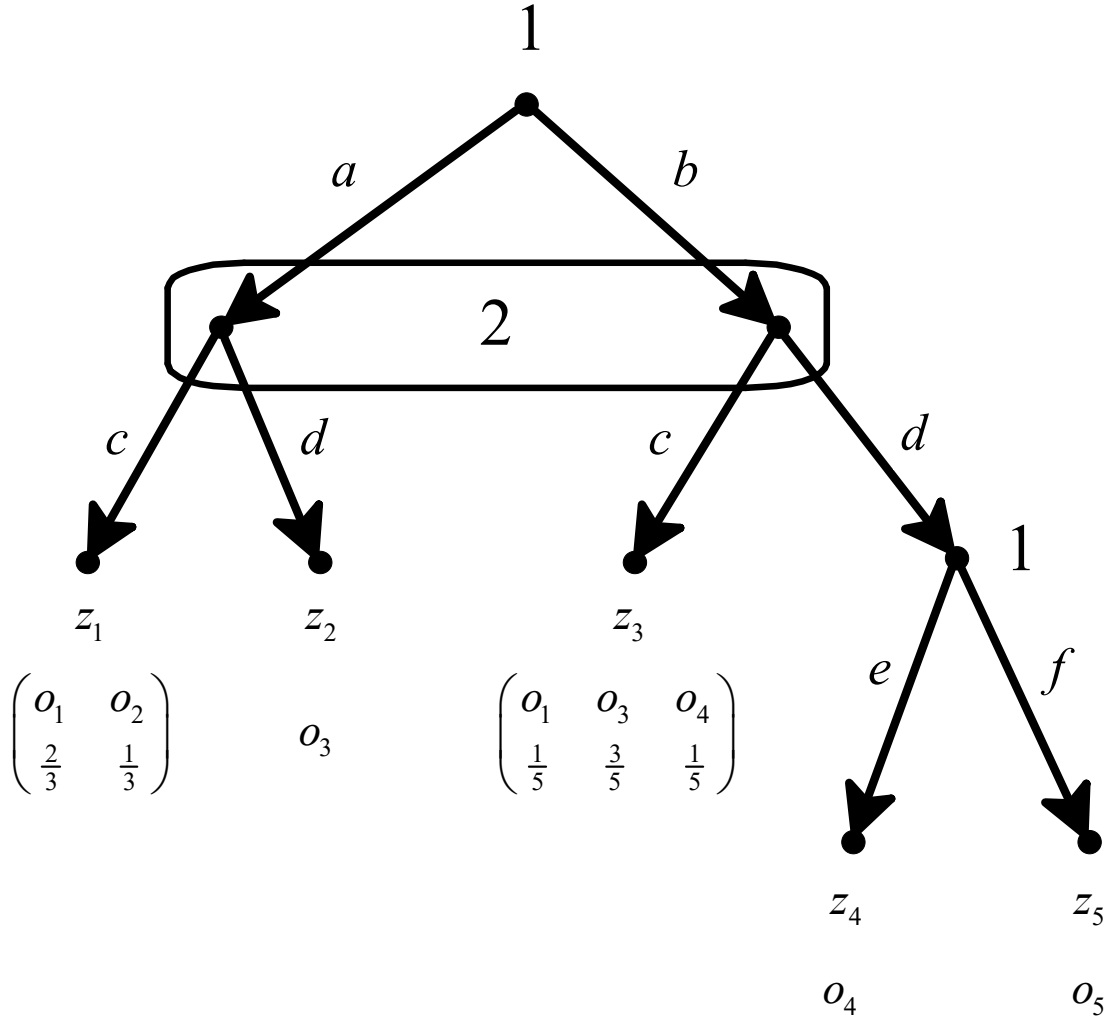 1
a b
2
c d c d
1
z₁ z₂ z₃
e f
o₁ o₂ o₁ o₃ o₄
o₃
2/3 1/3 1/5 3/5 1/5
z₄ z₅
o₄ o₅